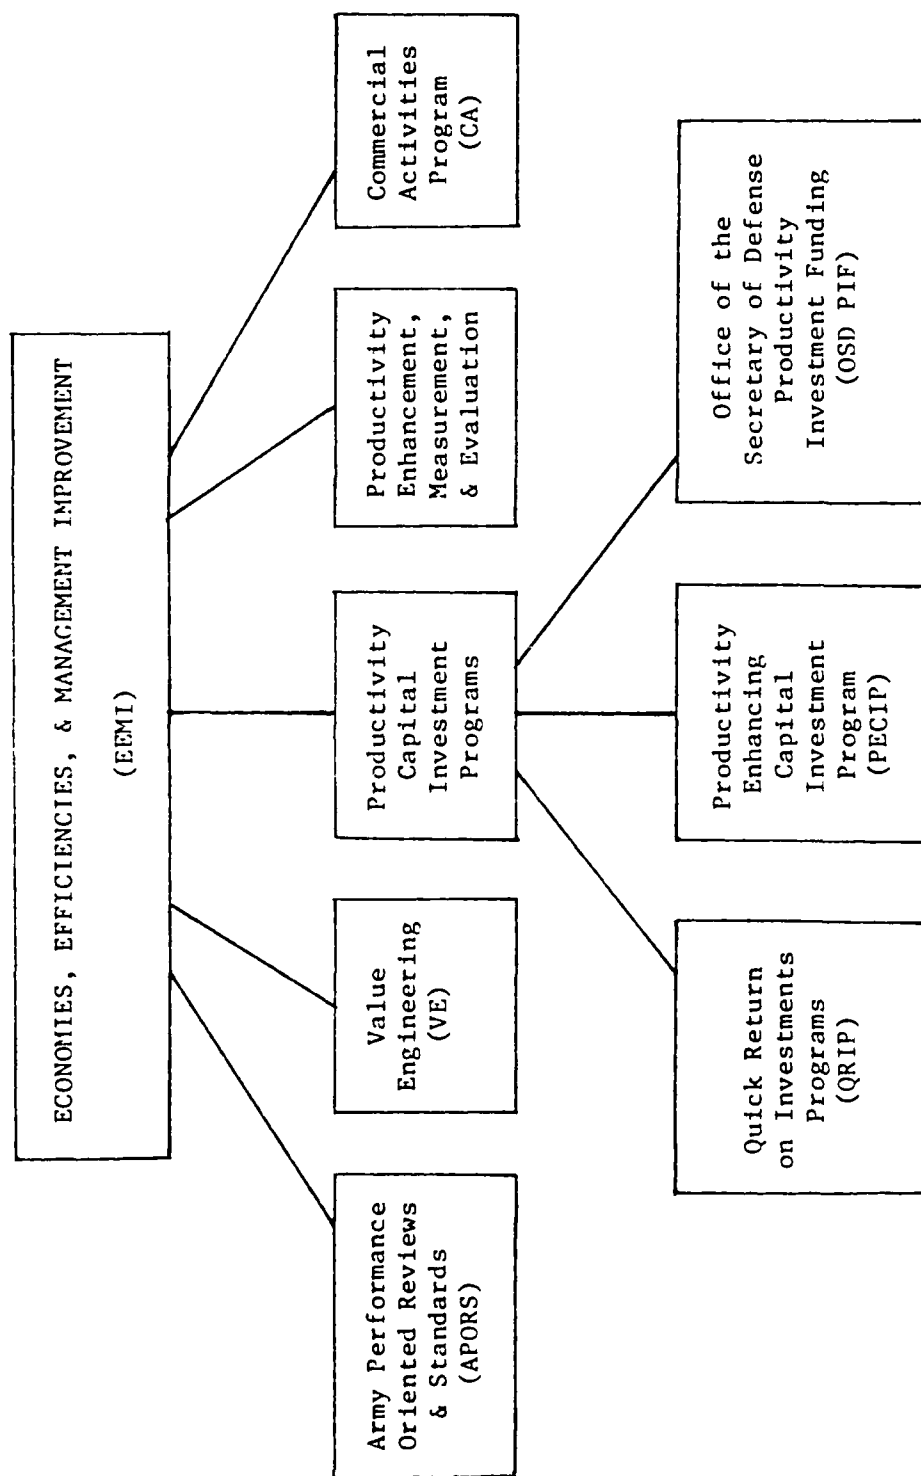 ECONOMIES, EFFICIENCIES, & MANAGEMENT IMPROVEMENT
(EEMI)
Army Performance
Oriented Reviews
& Standards
(APORS)
Value
Engineering
(VE)
Productivity
Capital
Investment
Programs
Productivity
Enhancement,
Measurement,
& Evaluation
Commercial
Activities
Program
(CA)
Quick Return
on Investments
Programs
(QRIP)
Productivity
Enhancing
Capital
Investment
Program
(PECIP)
Office of the
Secretary of Defense
Productivity
Investment Funding
(OSD PIF)